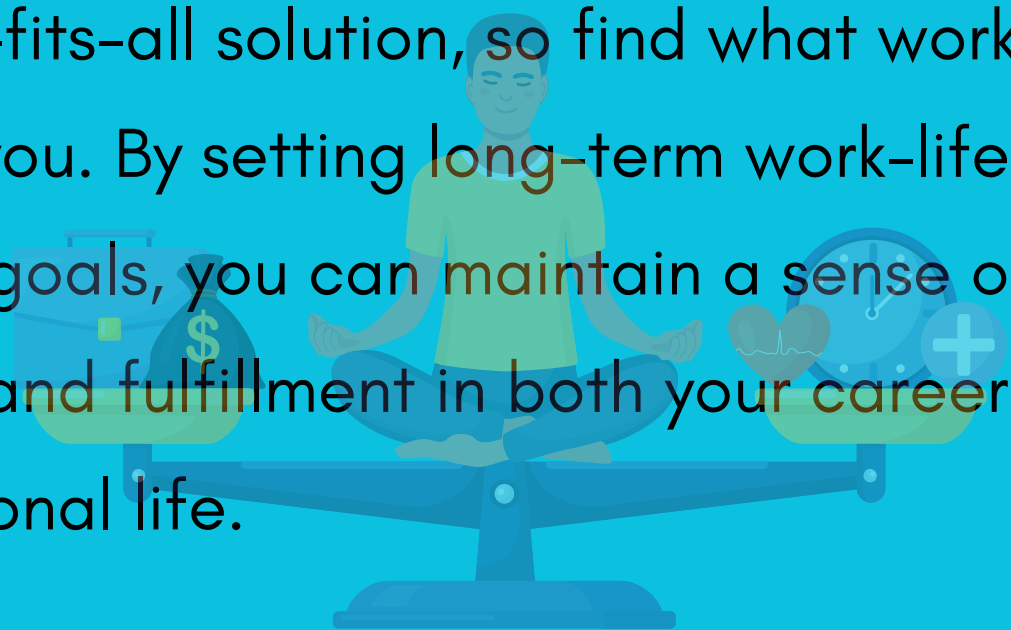 -fits-all solution, so find what work
you. By setting long-term work-life
goals, you can maintain a sense o
and fulfillment in both your career
onal life.
$